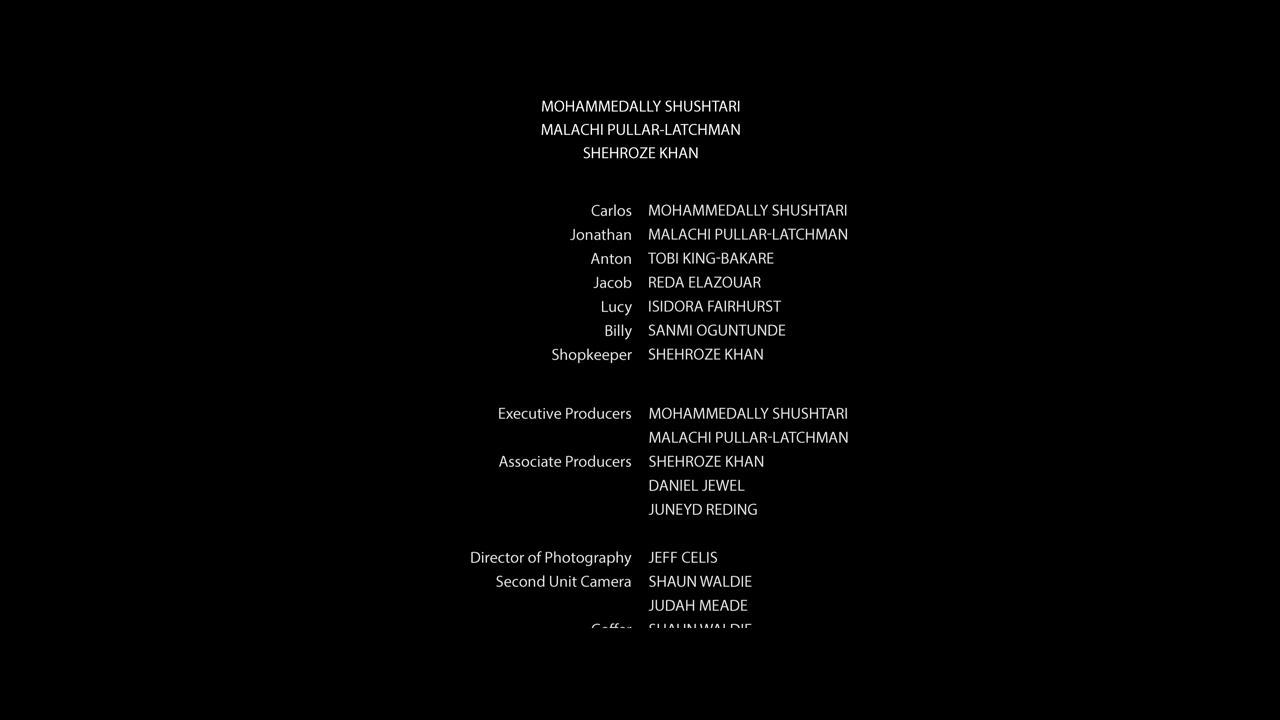 MOHAMMEDALLY SHUSHTARI
MALACHI PULLAR-LATCHMAN
SHEHROZE KHAN
Carlos MOHAMMEDALLY SHUSHTARI
Jonathan MALACHI PULLAR-LATCHMAN
Anton TOBI KING-BAKARE
Jacob REDA ELAZOUAR
Lucy ISIDORA FAIRHURST
Billy SANMI OGUNTUNDE
Shopkeeper SHEHROZE KHAN
Executive Producers MOHAMMEDALLY SHUSHTARI
MALACHI PULLAR-LATCHMAN
Associate Producers SHEHROZE KHAN
DANIEL JEWEL
JUNEYD REDING
Director of Photography JEFF CELIS
Second Unit Camera SHAUN WALDIE
JUDAH MEADE
Gaffer SHAUN WALDIE